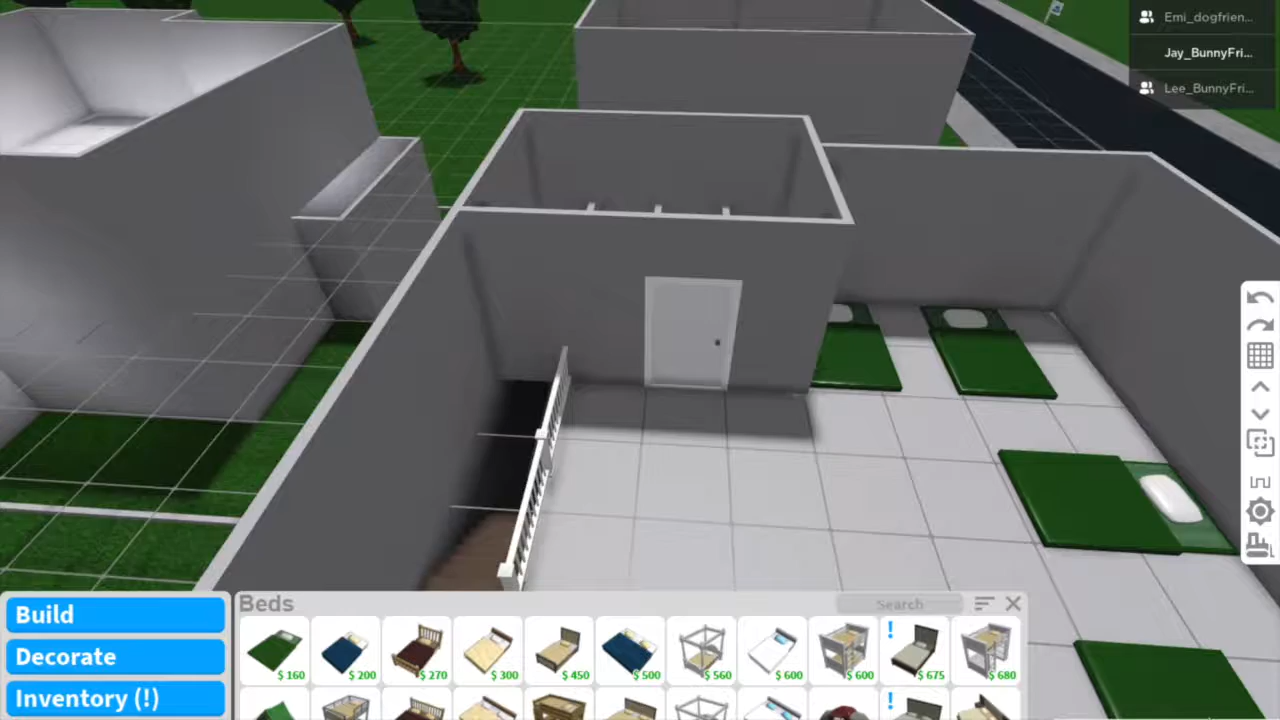 Emi_dogfrien...
Jay_BunnyFri...
Lee_BunnyFri...
Build
Decorate
Inventory (!)
Beds
Search
$ 160
$ 200
$ 270
$ 300
$ 450
$ 500
$ 560
$ 600
$ 600
! $ 675
$ 680
!